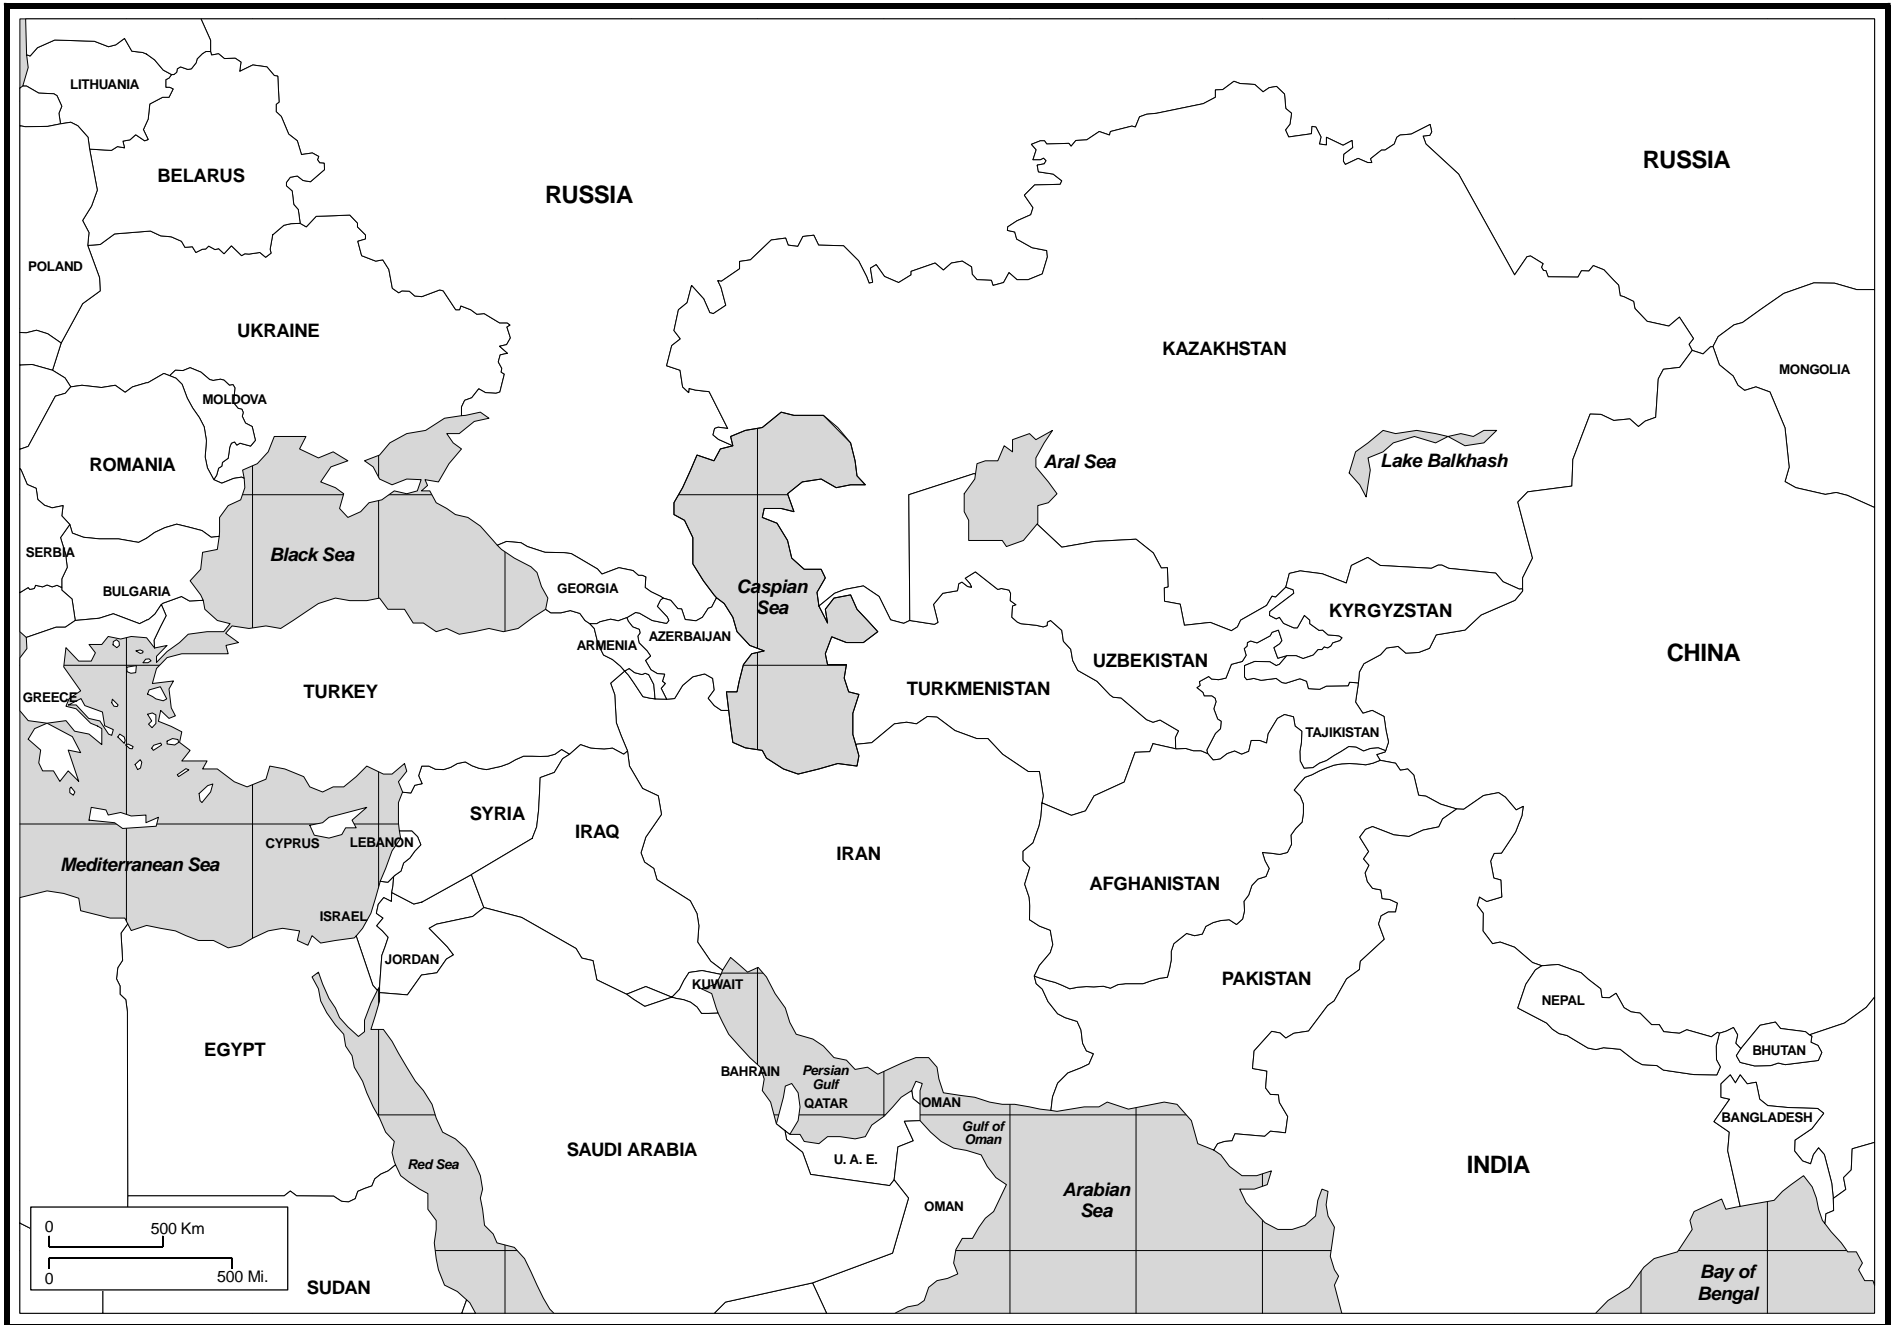 LITHUANIA
BELARUS
RUSSIA
RUSSIA
POLAND
UKRAINE
KAZAKHSTAN
MONGOLIA
MOLDOVA
ROMANIA
Aral Sea
Lake Balkhash
SERBIA
Black Sea
BULGARIA
GEORGIA
Caspian
Sea
KYRGYZSTAN
ARMENIA
AZERBAIJAN
UZBEKISTAN
CHINA
GREECE
TURKEY
TURKMENISTAN
TAJIKISTAN
SYRIA
IRAQ
CYPRUS
LEBANON
IRAN
Mediterranean Sea
AFGHANISTAN
ISRAEL
JORDAN
KUWAIT
PAKISTAN
NEPAL
EGYPT
BHUTAN
BAHRAIN
Persian
Gulf
QATAR
OMAN
BANGLADESH
Gulf of
Oman
SAUDI ARABIA
U. A. E.
Red Sea
INDIA
Arabian
Sea
OMAN
0
500 Km
0
500 Mi.
SUDAN
Bay of
Bengal